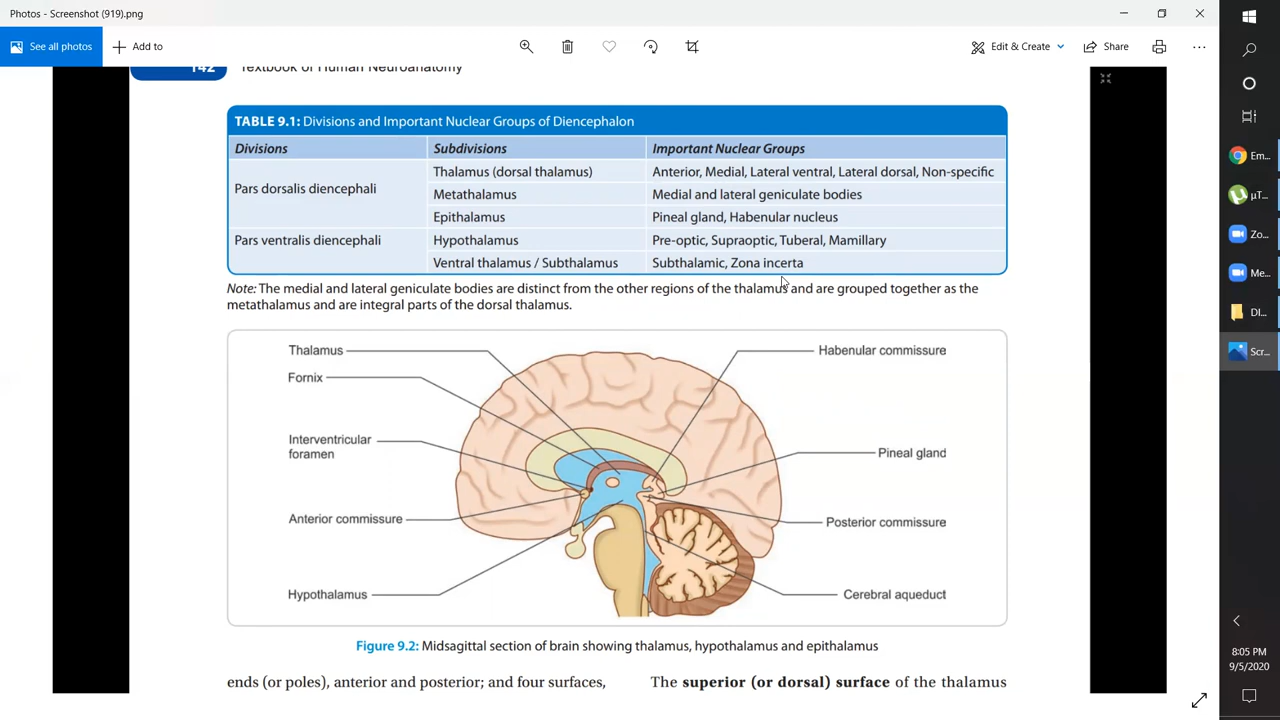 Photos - Screenshot (919).png
See all photos
Add to
Edit & Create
Share
142 Textbook of Human Neuroanatomy
TABLE 9.1: Divisions and Important Nuclear Groups of Diencephalon
Divisions Subdivisions Important Nuclear Groups
Pars dorsalis diencephali Thalamus (dorsal thalamus) Anterior, Medial, Lateral ventral, Lateral dorsal, Non-specific
Metathalamus Medial and lateral geniculate bodies
Epithalamus Pineal gland, Habenular nucleus
Pars ventralis diencephali Hypothalamus Pre-optic, Supraoptic, Tuberal, Mamillary
Ventral thalamus / Subthalamus Subthalamic, Zona incerta
Note: The medial and lateral geniculate bodies are distinct from the other regions of the thalamus and are grouped together as the
metathalamus and are integral parts of the dorsal thalamus.
Thalamus
Fornix
Interventricular
foramen
Anterior commissure
Hypothalamus
Habenular commissure
Pineal gland
Posterior commissure
Cerebral aqueduct
Figure 9.2: Midsagittal section of brain showing thalamus, hypothalamus and epithalamus
ends (or poles), anterior and posterior; and four surfaces,
The superior (or dorsal) surface of the thalamus
Em...
µT...
Zo...
Me...
DI...
Scr...
8:05 PM
9/5/2020